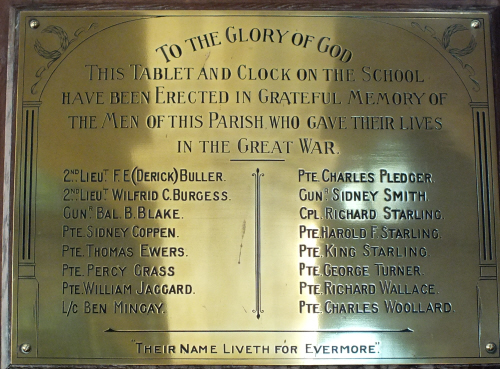 To the Glory of God
This Tablet and Clock on the School
have been Erected in Grateful Memory of
the Men of this Parish, who gave their lives
in the Great War.
2nd Lieut. F.E (Derick) Buller.
2nd Lieut. Wilfrid C. Burgess.
Gunr. Bal. B. Blake.
Pte. Sidney Coppen.
Pte. Thomas Ewers.
Pte. Percy Grass
Pte. William Jaggard.
L/c Ben Mingay.
Pte. Charles Pledger.
Gunr. Sidney Smith
Cpl. Richard Starling.
Pte. Harold F. Starling.
Pte. King Starling.
Pte. George Turner.
Pte. Richard Wallace.
Pte. Charles Woollard.
"Their Name Liveth for Evermore".